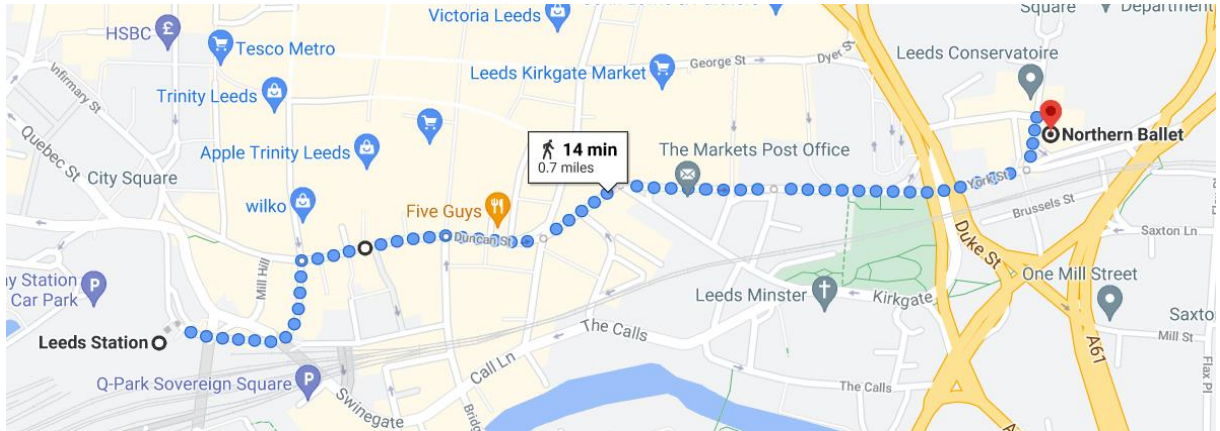 Victoria Leeds
Square
Department
HSBC
Tesco Metro
Leeds Conservatoire
Dyer St
George St
Leeds Kirkgate Market
Infirmary St
Trinity Leeds
Quebec St
Northern Ballet
14 min
0.7 miles
Apple Trinity Leeds
The Markets Post Office
City Square
York St
wilko
Five Guys
Brussels St
Duncan St
Saxton Ln
Duke St
Mill Hill
Station
Car Park
One Mill Street
Leeds Minster
Kirkgate
Saxto
The Calls
Mill St
Leeds Station
A61
Call Ln
Flax Pl
Q-Park Sovereign Square
The Calls
Swinegate
Bridg